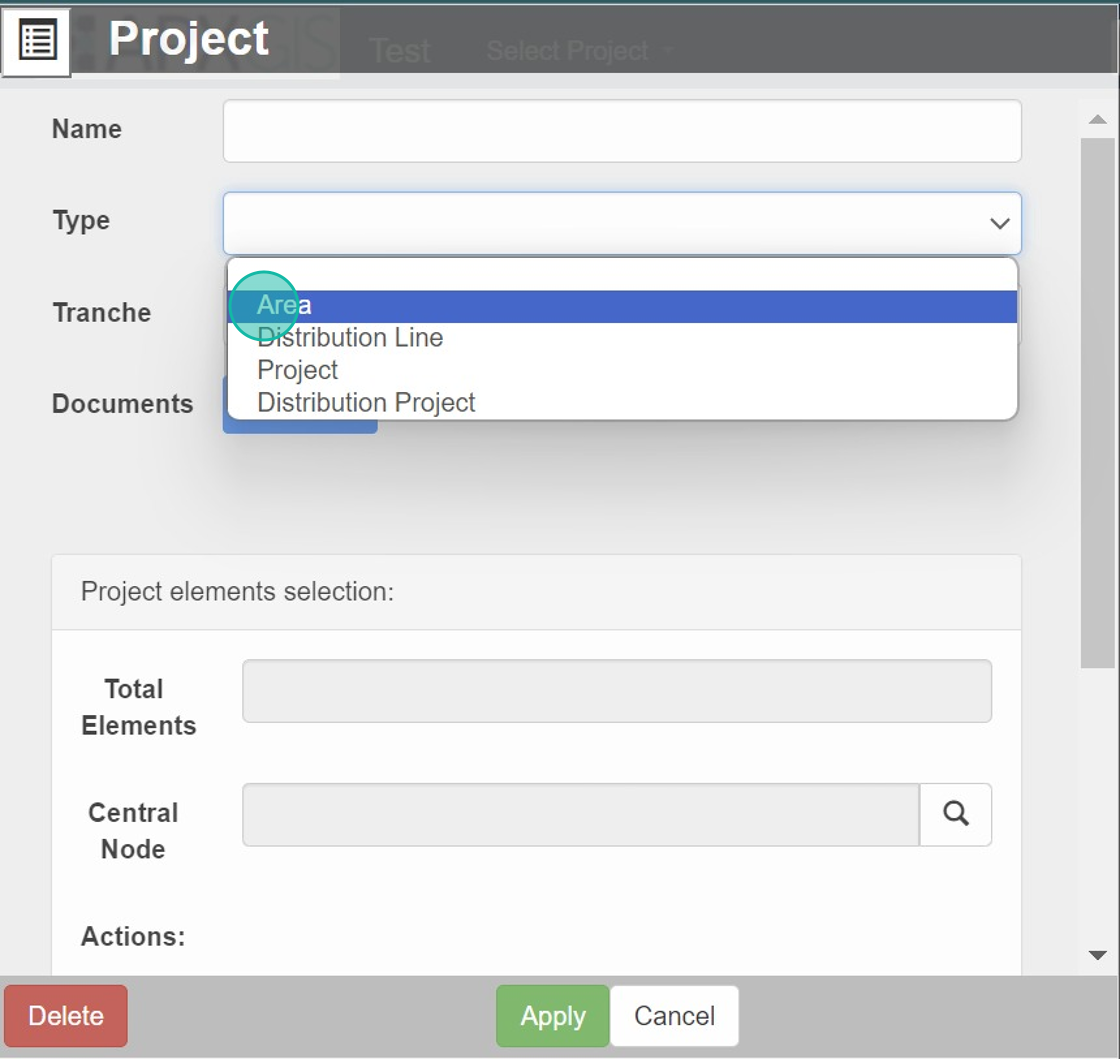 Project
Test
Select Project
Name
Type
Area
Tranche
Distribution Line
Project
Documents
Distribution Project
Project elements selection:
Total
Elements
Central
Node
Actions:
Delete
Apply
Cancel